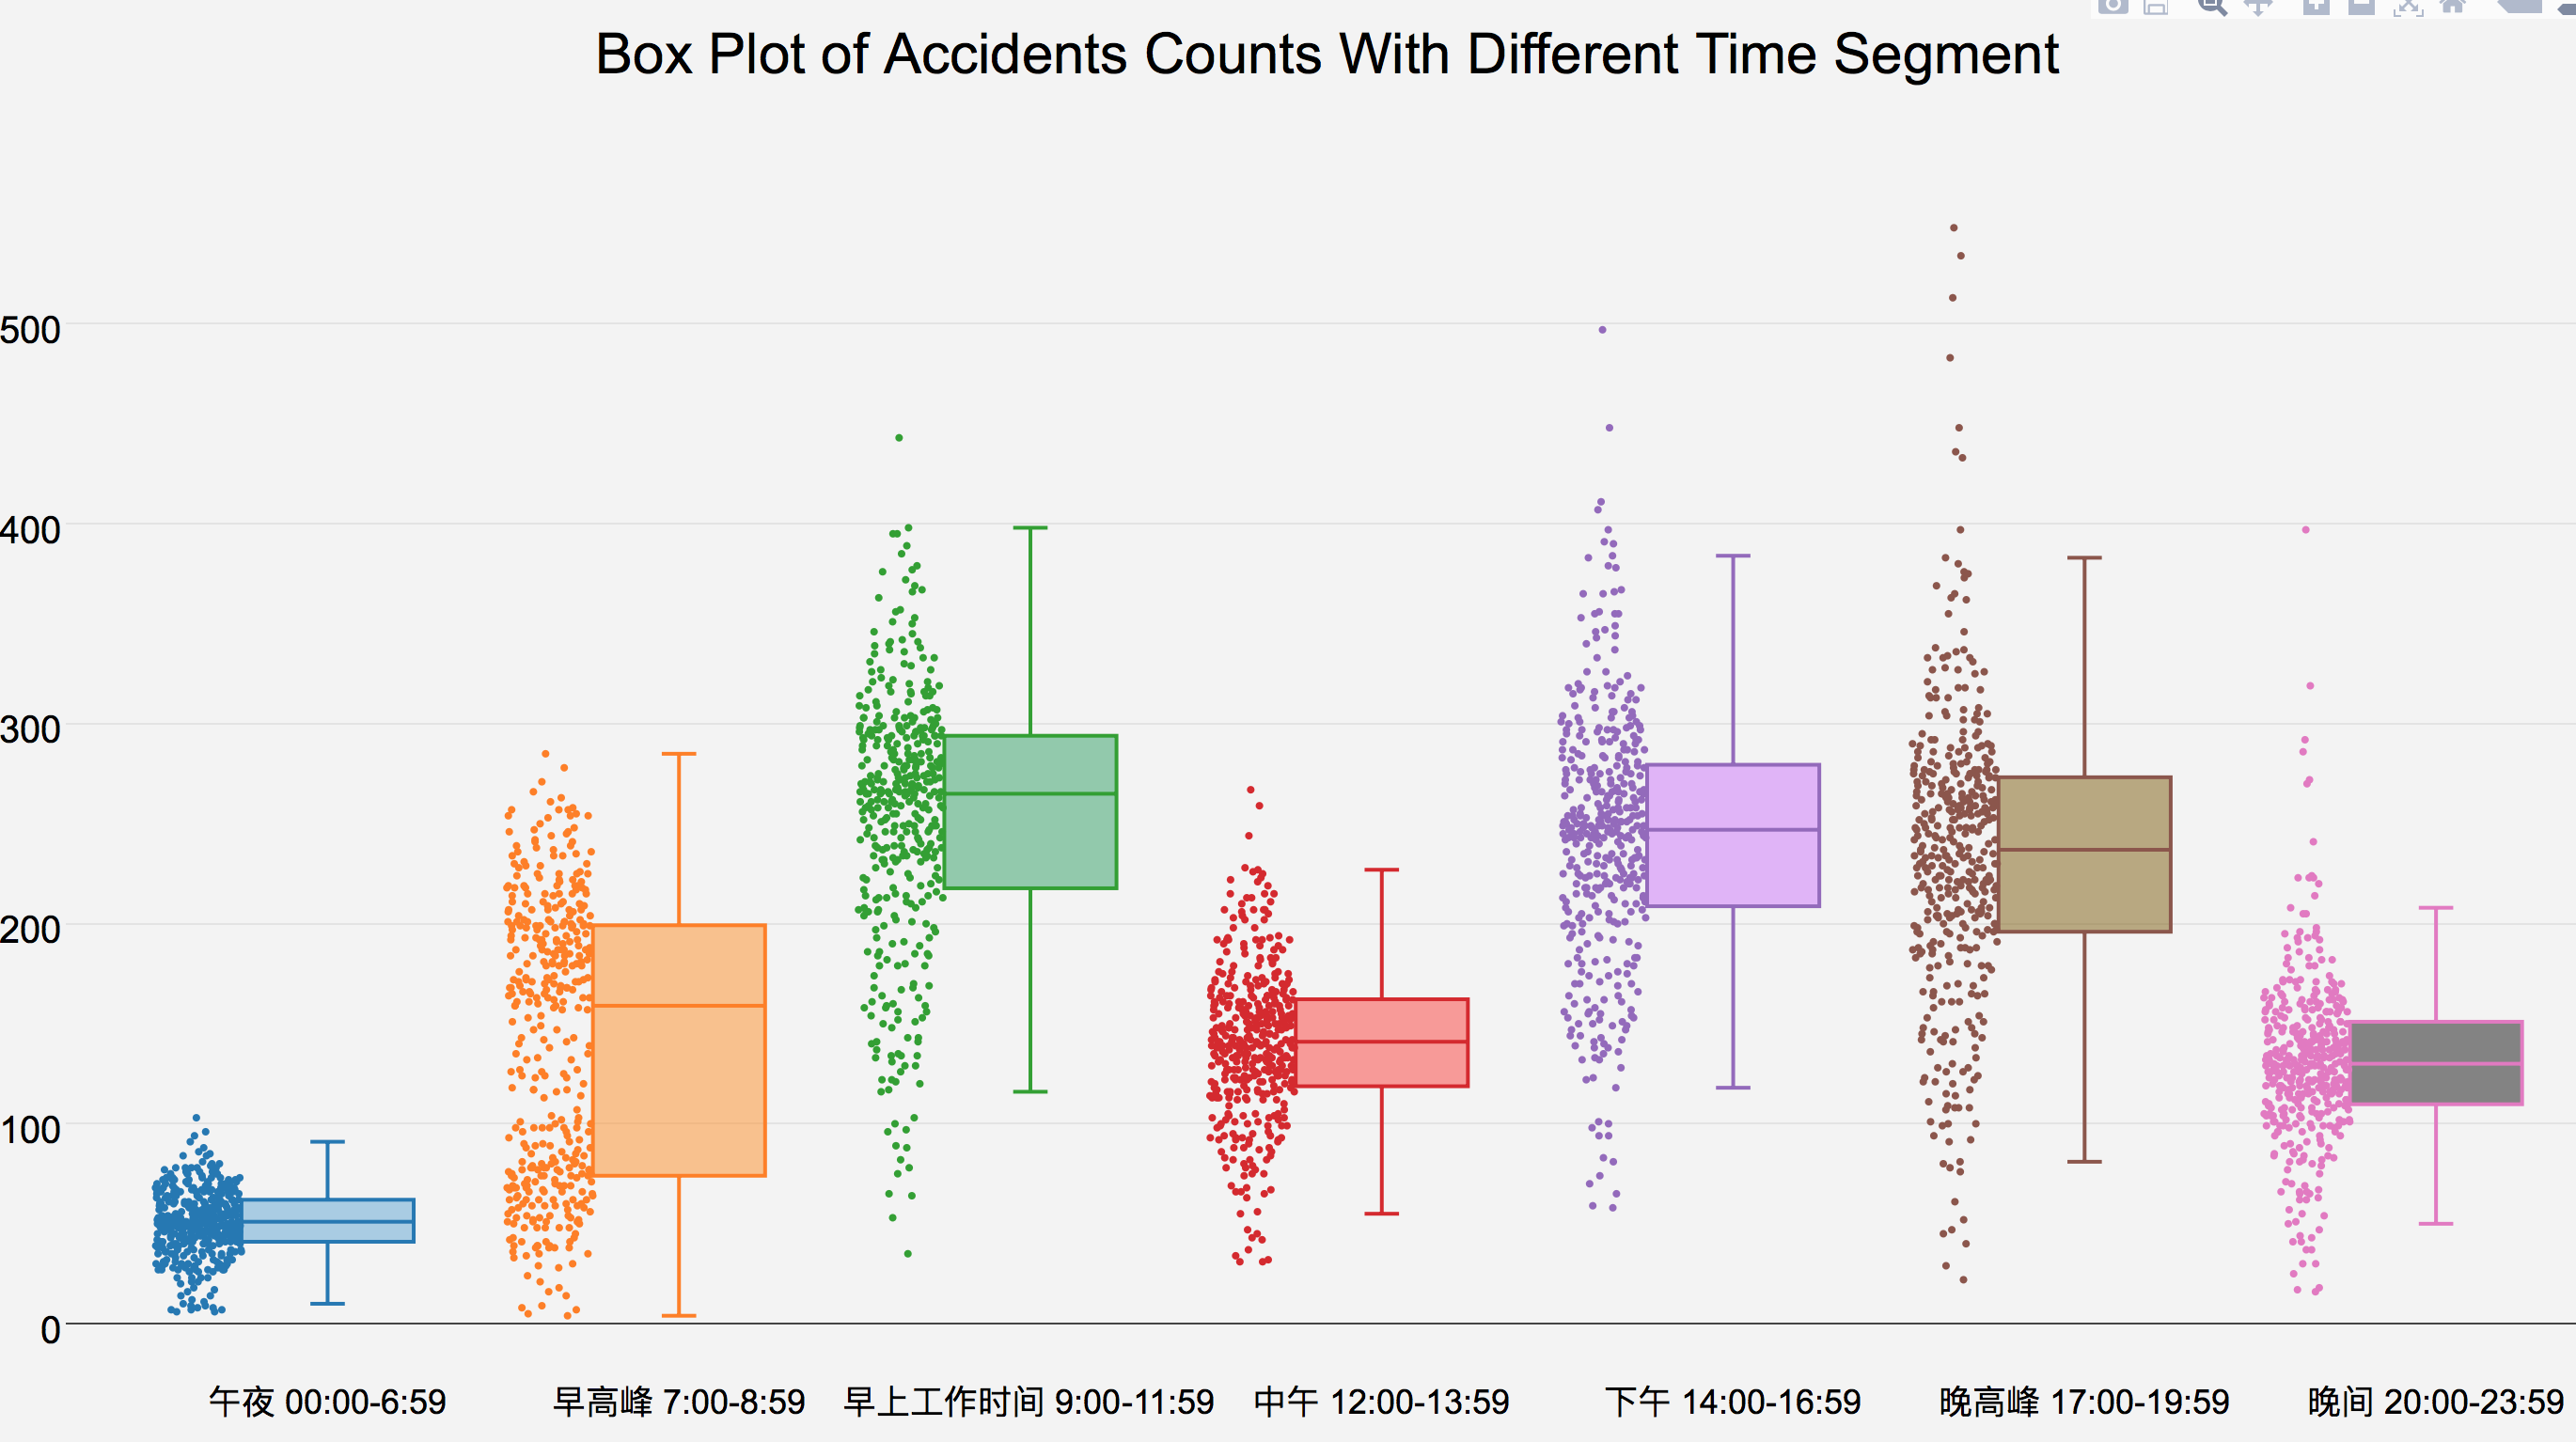 Box Plot of Accidents Counts With Different Time Segment
500
400
300
200
100
0
午夜 00:00-6:59
早高峰 7:00-8:59
早上工作时间 9:00-11:59
中午 12:00-13:59
下午 14:00-16:59
晚高峰 17:00-19:59
晚间 20:00-23:59